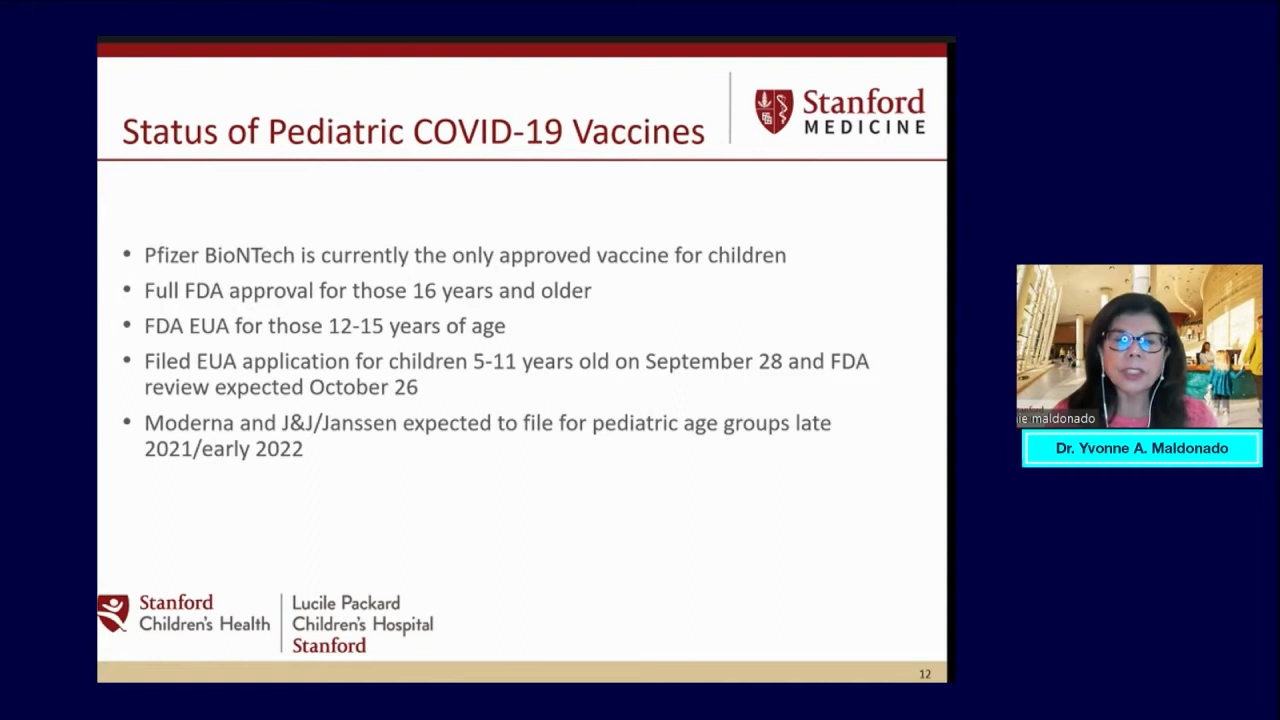 Stanford
MEDICINE
Status of Pediatric COVID-19 Vaccines
• Pfizer BioNTech is currently the only approved vaccine for children
• Full FDA approval for those 16 years and older
• FDA EUA for those 12-15 years of age
• Filed EUA application for children 5-11 years old on September 28 and FDA
review expected October 26
• Moderna and J&J/Janssen expected to file for pediatric age groups late
2021/early 2022
Stanford
Children's Health
Lucile Packard
Children's Hospital
Stanford
12
ie maldonado
Dr. Yvonne A. Maldonado